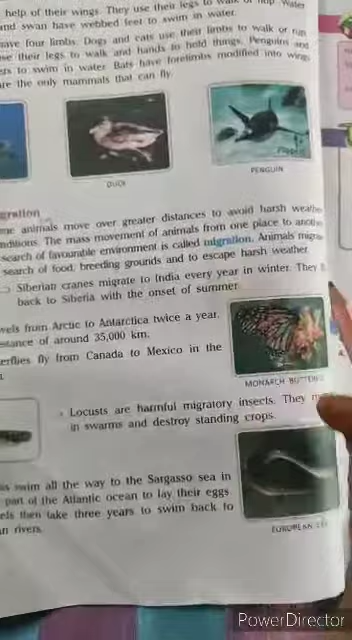 help of their wings. They use their legs to walk or hop. Water
and swan have webbed feet to swim in water.
have four limbs. Dogs and cats use their limbs to walk or run
use their legs to walk and hands to hold things. Penguins and
to swim in water. Bats have forelimbs modified into wings
are the only mammals that can fly
DUCK
PENGUIN
gration
me animals move over greater distances to avoid harsh weather
nditions. The mass movement of animals from one place to another
search of favourable environment is called migration. Animals migrate
search of food, breeding grounds and to escape harsh weather.
Siberian cranes migrate to India every year in winter. They
back to Siberia with the onset of summer.
vels from Arctic to Antarctica twice a year.
stance of around 35,000 km.
erflies fly from Canada to Mexico in the
MONARCH BUTTERFLY
Locusts are harmful migratory insects. They
in swarms and destroy standing crops.
s swim all the way to the Sargasso sea in
part of the Atlantic ocean to lay their eggs
els then take three years to swim back to
n rivers.
EUROPEAN EEL
4.
PowerDirector